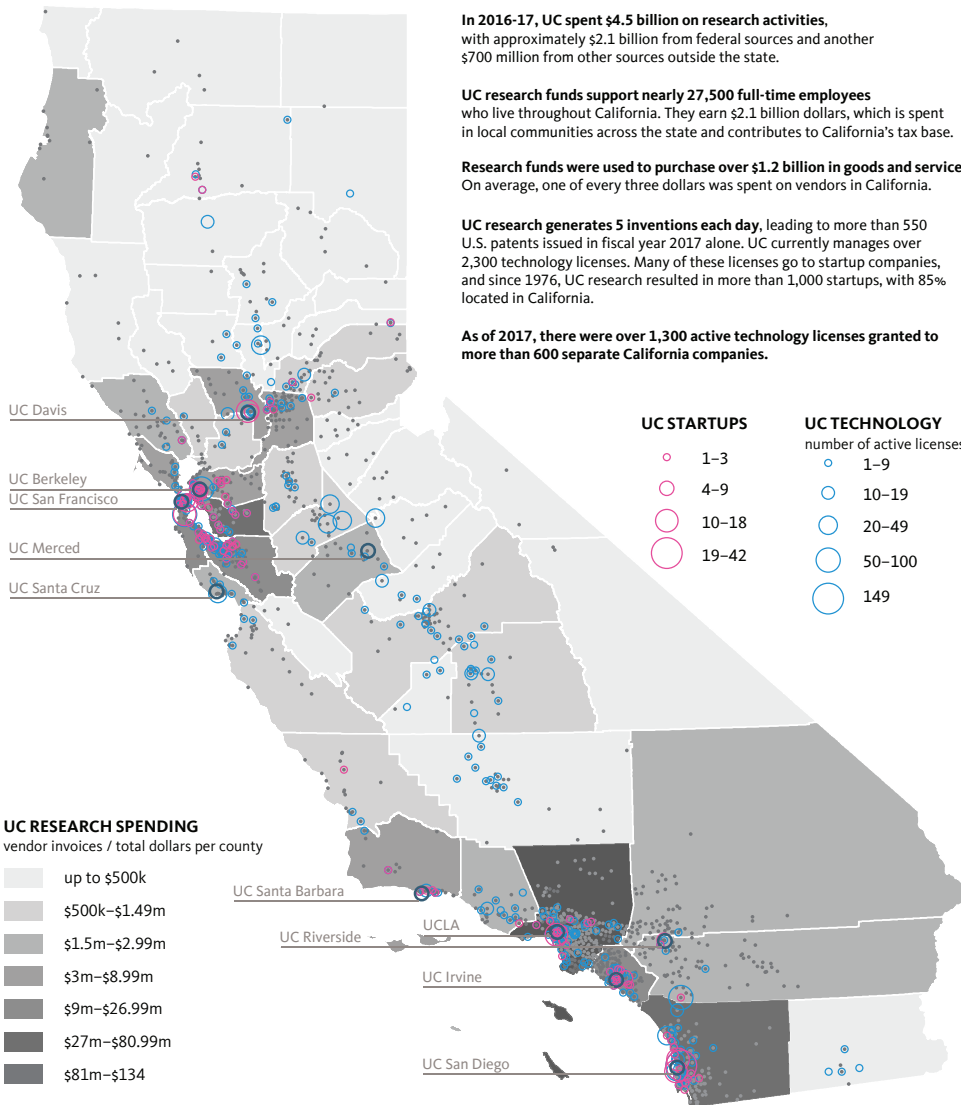 In 2016-17, UC spent $4.5 billion on research activities,
with approximately $2.1 billion from federal sources and another
$700 million from other sources outside the state.
UC research funds support nearly 27,500 full-time employees
who live throughout California. They earn $2.1 billion dollars, which is spent
in local communities across the state and contributes to California's tax base.
Research funds were used to purchase over $1.2 billion in goods and service
On average, one of every three dollars was spent on vendors in California.
UC research generates 5 inventions each day, leading to more than 550
U.S. patents issued in fiscal year 2017 alone. UC currently manages over
2,300 technology licenses. Many of these licenses go to startup companies,
and since 1976, UC research resulted in more than 1,000 startups, with 85%
located in California.
As of 2017, there were over 1,300 active technology licenses granted to
more than 600 separate California companies.
UC STARTUPS
1–3
4–9
10–18
19–42
UC TECHNOLOGY
number of active licenses
1–9
10–19
20–49
50–100
149
UC Davis
UC Berkeley
UC San Francisco
UC Merced
UC Santa Cruz
UC RESEARCH SPENDING
vendor invoices / total dollars per county
up to $500k
$500k–$1.49m
$1.5m–$2.99m
$3m–$8.99m
$9m–$26.99m
$27m–$80.99m
$81m–$134
UC Santa Barbara
UCLA
UC Riverside
UC Irvine
UC San Diego